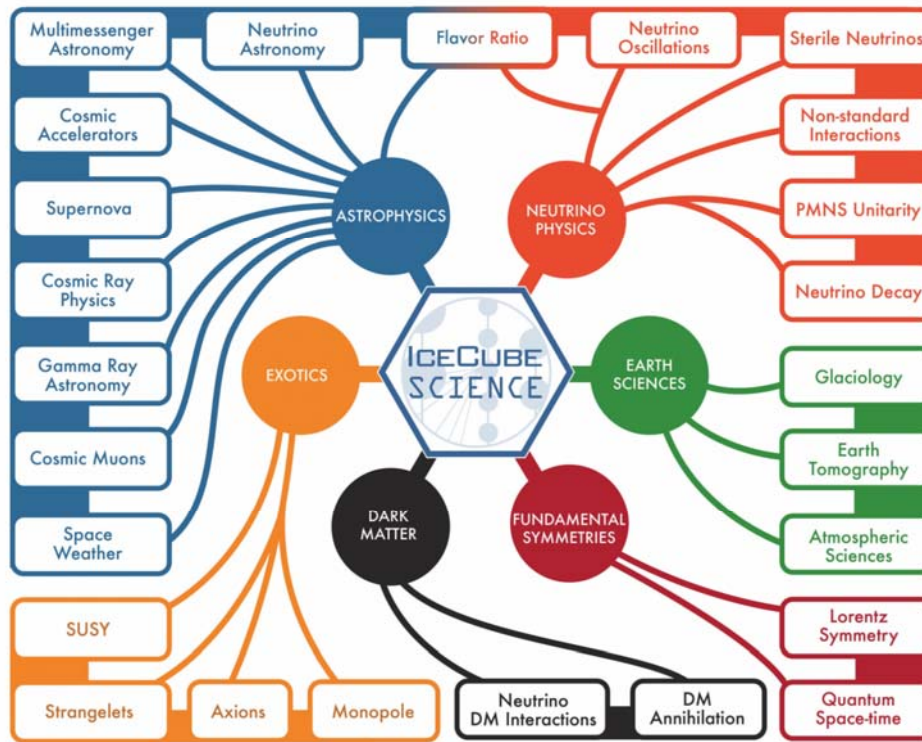 Multimessenger
Astronomy
Neutrino
Astronomy
Flavor Ratio
Neutrino
Oscillations
Sterile Neutrinos
Cosmic
Accelerators
Non-standard
Interactions
Supernova
ASTROPHYSICS
NEUTRINO
PHYSICS
PMNS Unitarity
Cosmic Ray
Physics
Neutrino Decay
Gamma Ray
Astronomy
EXOTICS
ICECUBE
SCIENCE
EARTH
SCIENCES
Glaciology
Cosmic Muons
Earth
Tomography
Space
Weather
DARK
MATTER
FUNDAMENTAL
SYMMETRIES
Atmospheric
Sciences
SUSY
Lorentz
Symmetry
Strangelets
Axions
Monopole
Neutrino
DM Interactions
DM
Annihilation
Quantum
Space-time